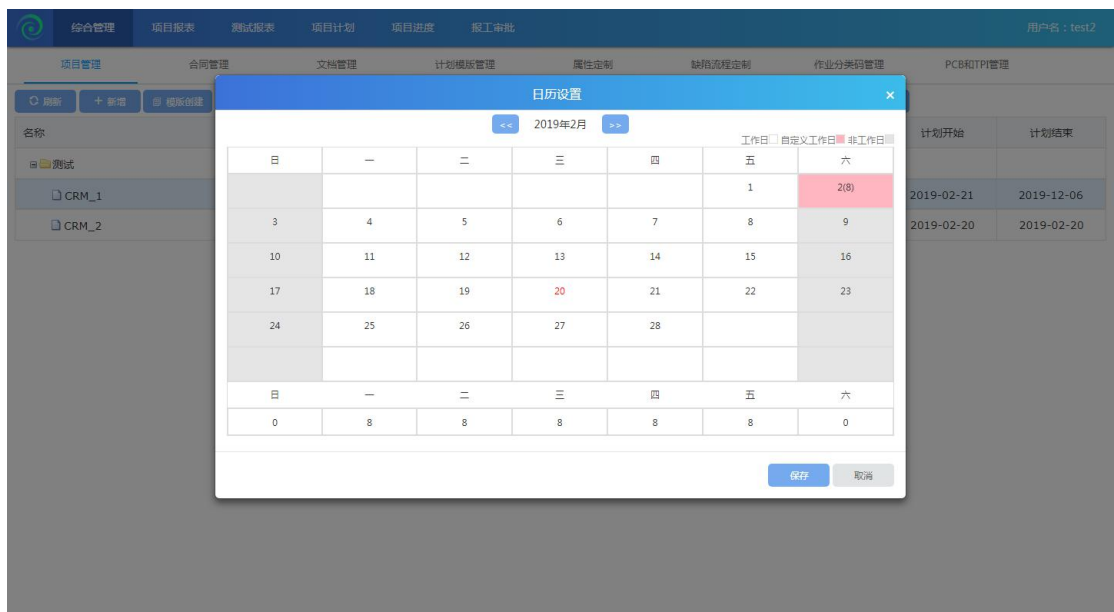 综合管理 项目报表 测试报表 项目计划 项目进度 报工审批 用户名：test2
项目管理 合同管理 文档管理 计划模版管理 属性定制 缺陷流程定制 作业分类码管理 PCB和TPI管理
刷新 新增 模版创建
日历设置 ×
<< 2019年2月 >>
工作日 自定义工作日 非工作日
名称 计划开始 计划结束
日 一 二 三 四 五 六
测试
1 2(8)
CRM_1 2019-02-21 2019-12-06
3 4 5 6 7 8 9
CRM_2 2019-02-20 2019-02-20
10 11 12 13 14 15 16
17 18 19 20 21 22 23
24 25 26 27 28
日 一 二 三 四 五 六
0 8 8 8 8 8 0
保存 取消